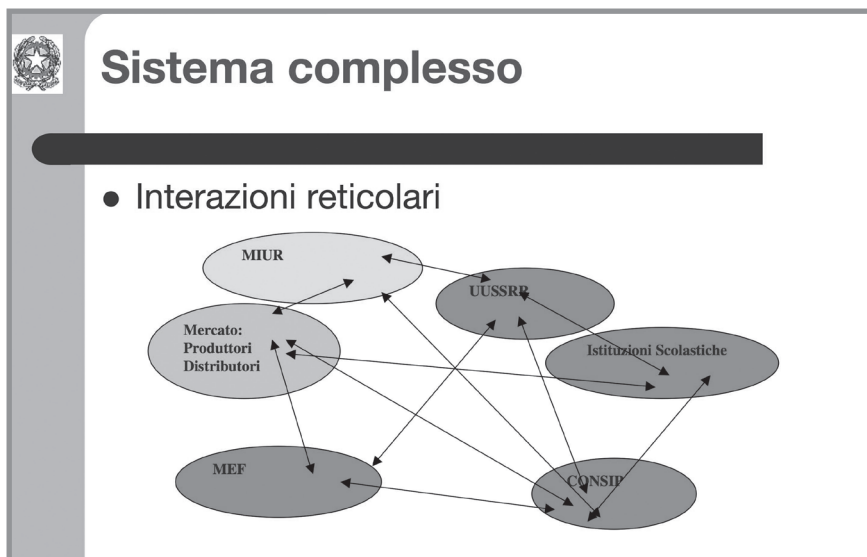 Sistema complesso
● Interazioni reticolari
MIUR
UUSSRR
Istituzioni Scolastiche
Mercato:
Produttori
Distributori
MEF
CONSIP